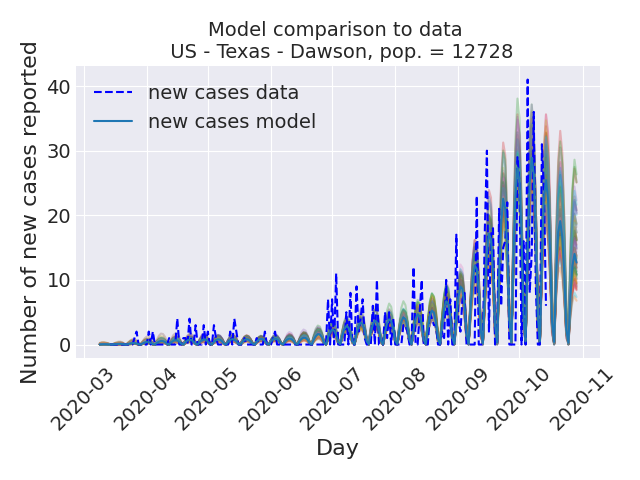 Model comparison to data
US - Texas - Dawson, pop. = 12728
Number of new cases reported
40
30
20
10
0
new cases data
new cases model
2020-03
2020-04
2020-05
2020-06
2020-07
2020-08
2020-09
2020-10
2020-11
Day